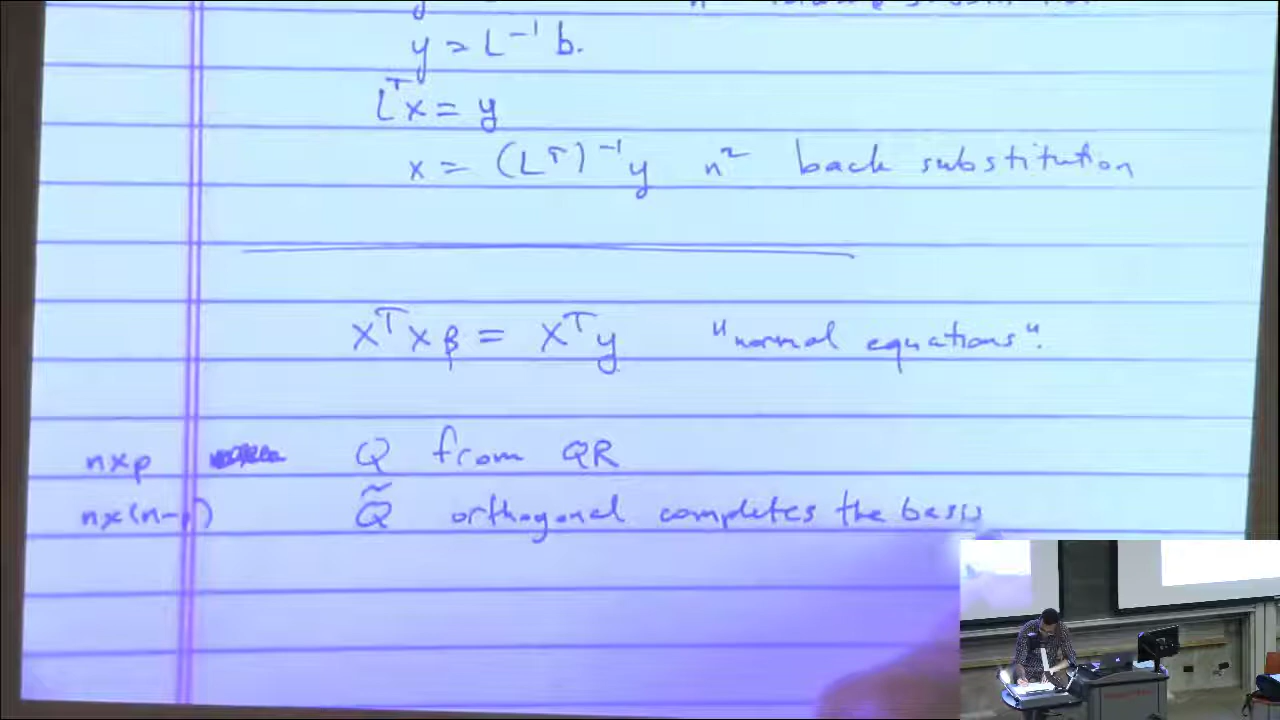 y = L⁻¹ b.
Lᵀx = y
x = (Lᵀ)⁻¹y n² back substitution
XᵀXβ = Xᵀy "normal equations".
n×p Q from QR
n×(n-p) Q̃ orthogonal completes the basis